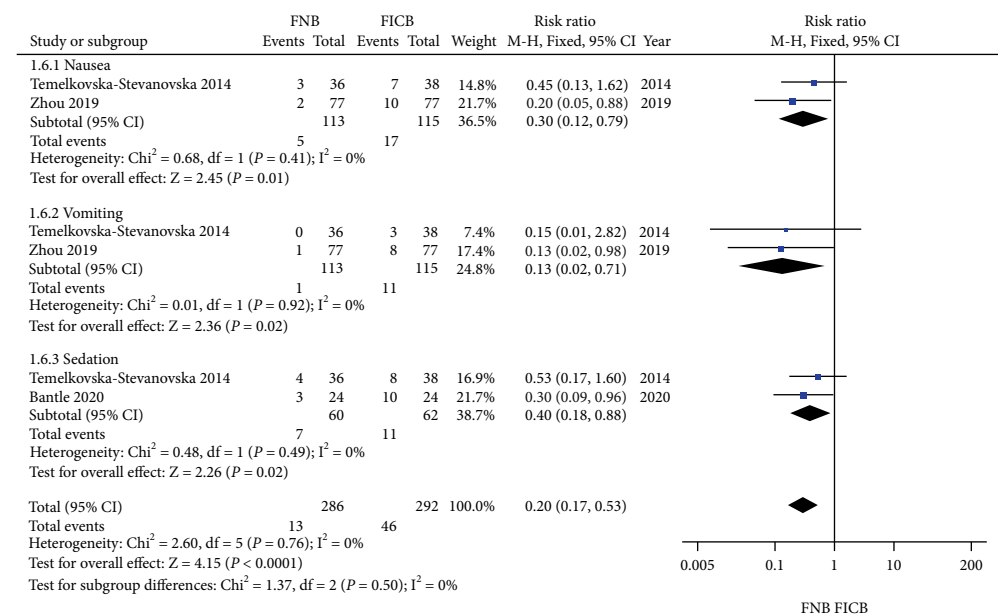 FNB FICB Risk ratio Risk ratio
Study or subgroup Events Total Events Total Weight M-H, Fixed, 95% CI Year M-H, Fixed, 95% CI
1.6.1 Nausea
Temelkovska-Stevanovska 2014 3 36 7 38 14.8% 0.45 (0.13, 1.62) 2014
Zhou 2019 2 77 10 77 21.7% 0.20 (0.05, 0.88) 2019
Subtotal (95% CI) 113 115 36.5% 0.30 (0.12, 0.79)
Total events 5 17
Heterogeneity: Chi² = 0.68, df = 1 (P = 0.41); I² = 0%
Test for overall effect: Z = 2.45 (P = 0.01)
1.6.2 Vomiting
Temelkovska-Stevanovska 2014 0 36 3 38 7.4% 0.15 (0.01, 2.82) 2014
Zhou 2019 1 77 8 77 17.4% 0.13 (0.02, 0.98) 2019
Subtotal (95% CI) 113 115 24.8% 0.13 (0.02, 0.71)
Total events 1 11
Heterogeneity: Chi² = 0.01, df = 1 (P = 0.92); I² = 0%
Test for overall effect: Z = 2.36 (P = 0.02)
1.6.3 Sedation
Temelkovska-Stevanovska 2014 4 36 8 38 16.9% 0.53 (0.17, 1.60) 2014
Bantle 2020 3 24 10 24 21.7% 0.30 (0.09, 0.96) 2020
Subtotal (95% CI) 60 62 38.7% 0.40 (0.18, 0.88)
Total events 7 11
Heterogeneity: Chi² = 0.48, df = 1 (P = 0.49); I² = 0%
Test for overall effect: Z = 2.26 (P = 0.02)
Total (95% CI) 286 292 100.0% 0.20 (0.17, 0.53)
Total events 13 46
Heterogeneity: Chi² = 2.60, df = 5 (P = 0.76); I² = 0%
Test for overall effect: Z = 4.15 (P < 0.0001)
Test for subgroup differences: Chi² = 1.37, df = 2 (P = 0.50); I² = 0%
0.005 0.1 1 10 200
FNB FICB